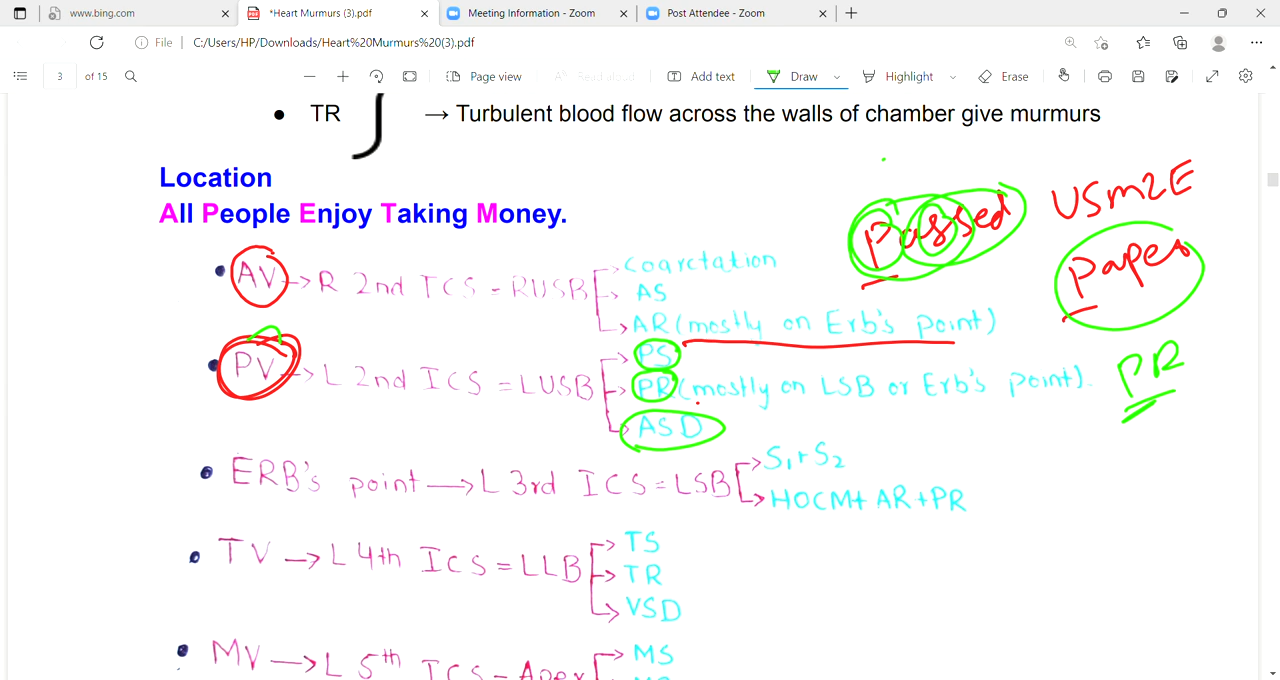 www.bing.com
*Heart Murmurs (3).pdf
Meeting Information - Zoom
Post Attendee - Zoom
File
C:/Users/HP/Downloads/Heart%20Murmurs%20(3).pdf
3 of 15
Page view
Read aloud
Add text
Draw
Highlight
Erase
• TR → Turbulent blood flow across the walls of chamber give murmurs
Location
All People Enjoy Taking Money.
Passed
USM2E
Papes
PR
• AV → R 2nd ICS = RUSB
→ Coarctation
→ AS
→ AR (mostly on Erb's point)
• PV → L 2nd ICS = LUSB
→ PS
→ PR (mostly on LSB or Erb's point).
→ ASD
• ERB's point → L 3rd ICS = LSB
→ S1+S2
→ HOCM+ AR+PR
• TV → L 4th ICS = LLB
→ TS
→ TR
→ VSD
• MV → L 5th ICS - Apex
→ MS